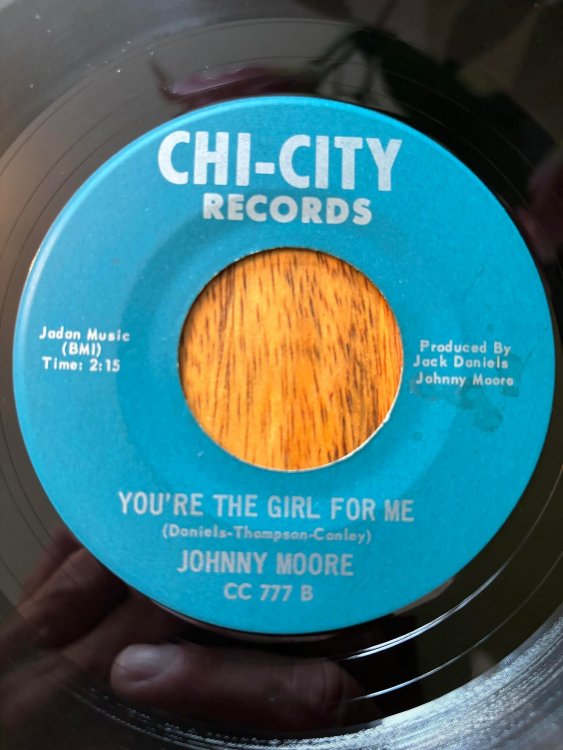 CHI-CITY
RECORDS
Jadan Music
(BMI)
Time: 2:15
Produced By
Jack Daniels
Johnny Moore
YOU'RE THE GIRL FOR ME
(Daniels-Thompson-Conley)
JOHNNY MOORE
CC 777 B